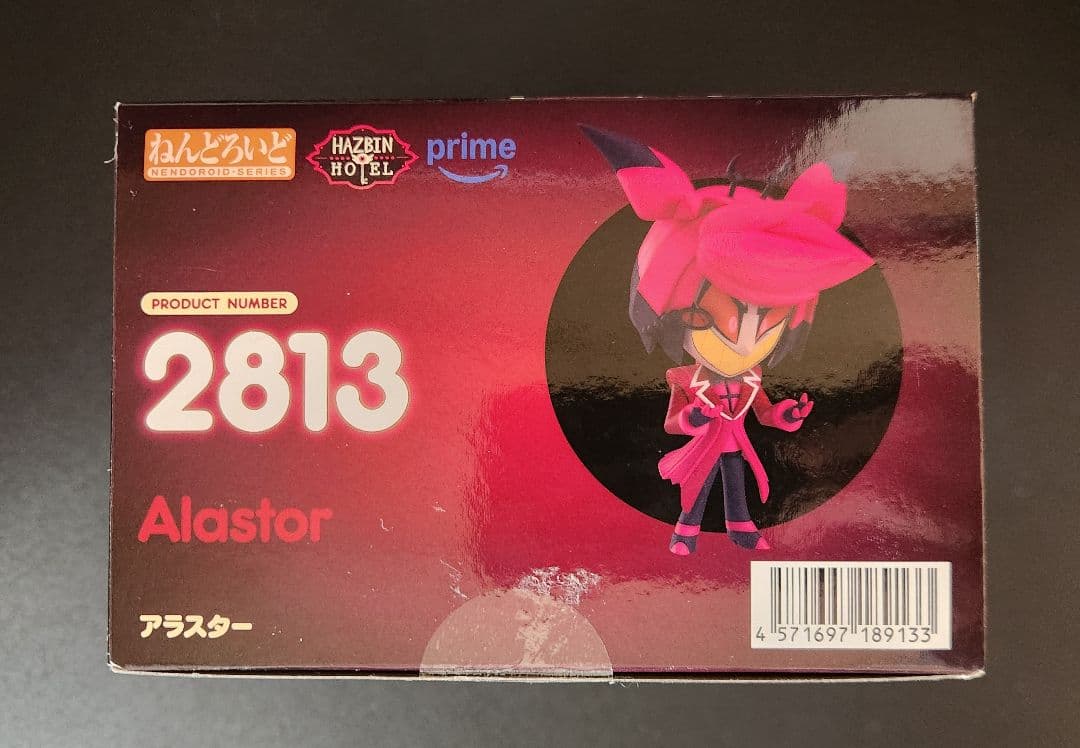 ねんどろいど
NENDOROID·SERIES
HAZBIN
HOTEL
prime
PRODUCT NUMBER
2813
Alastor
アラスター
4 571697 189133